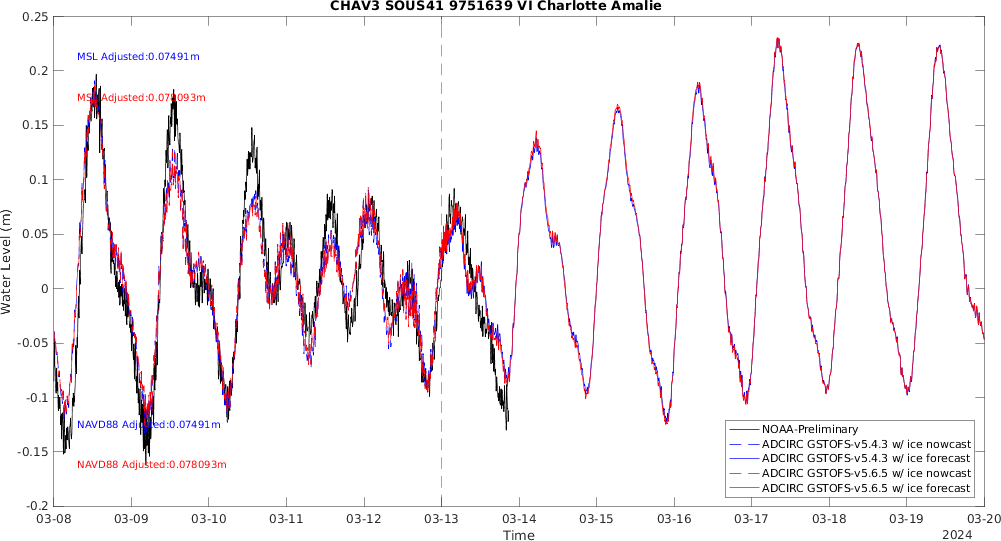 CHAV3 SOUS41 9751639 VI Charlotte Amalie
0.25
0.2
0.15
0.1
0.05
0
-0.05
-0.1
-0.15
-0.2
Water Level (m)
MSL Adjusted:0.07491m
MSL Adjusted:0.078093m
NAVD88 Adjusted:0.07491m
NAVD88 Adjusted:0.078093m
NOAA-Preliminary
ADCIRC GSTOFS-v5.4.3 w/ ice nowcast
ADCIRC GSTOFS-v5.4.3 w/ ice forecast
ADCIRC GSTOFS-v5.6.5 w/ ice nowcast
ADCIRC GSTOFS-v5.6.5 w/ ice forecast
03-08 03-09 03-10 03-11 03-12 03-13 03-14 03-15 03-16 03-17 03-18 03-19 03-20
Time
2024